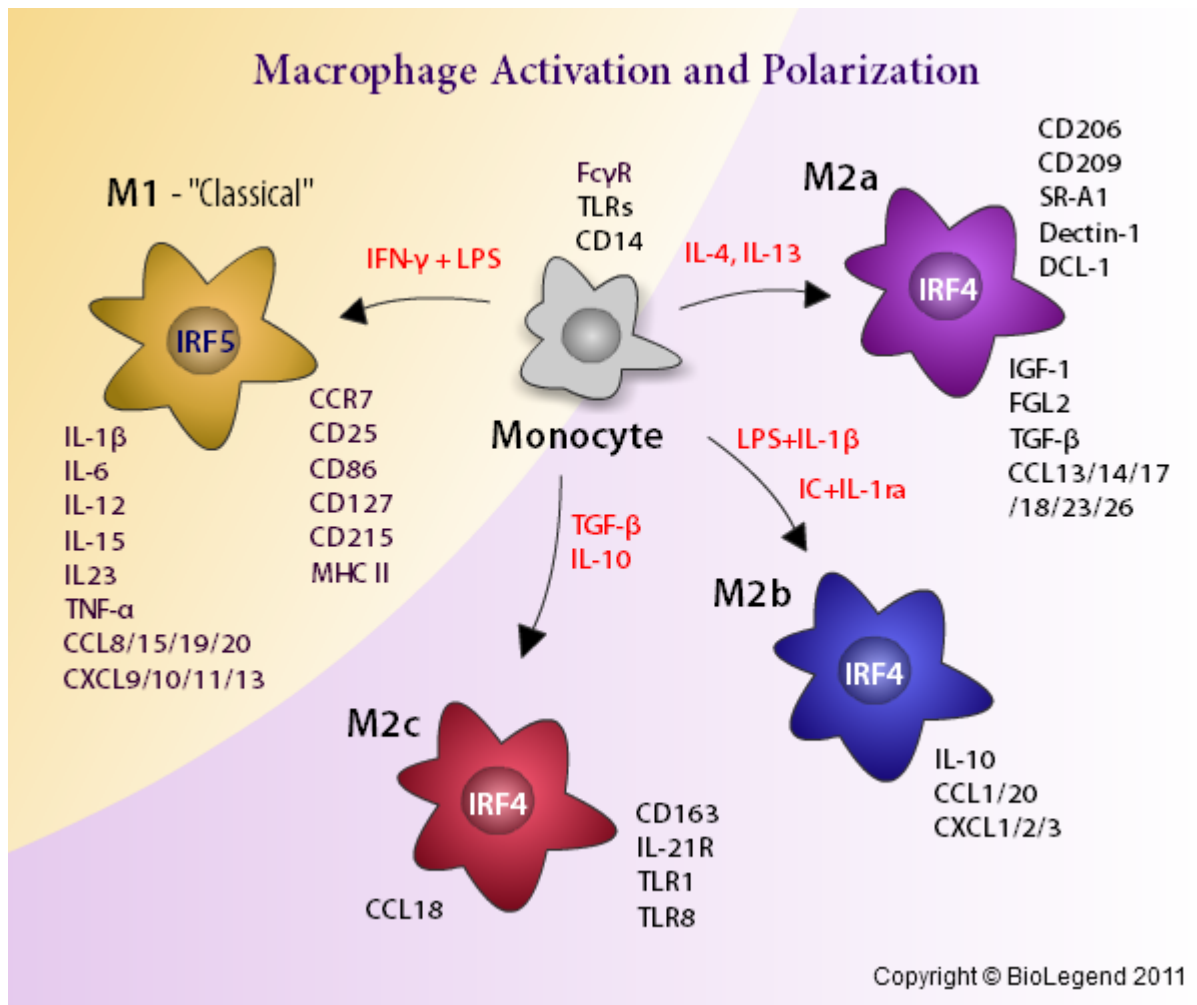 Macrophage Activation and Polarization
M1 - "Classical"
IFN-γ + LPS
IRF5
IL-1β
IL-6
IL-12
IL-15
IL23
TNF-α
CCL8/15/19/20
CXCL9/10/11/13
CCR7
CD25
CD86
CD127
CD215
MHC II
FcγR
TLRs
CD14
Monocyte
IL-4, IL-13
M2a
IRF4
CD206
CD209
SR-A1
Dectin-1
DCL-1
IGF-1
FGL2
TGF-β
CCL13/14/17
/18/23/26
LPS+IL-1β
IC+IL-1ra
M2b
IRF4
IL-10
CCL1/20
CXCL1/2/3
TGF-β
IL-10
M2c
IRF4
CCL18
CD163
IL-21R
TLR1
TLR8
Copyright © BioLegend 2011